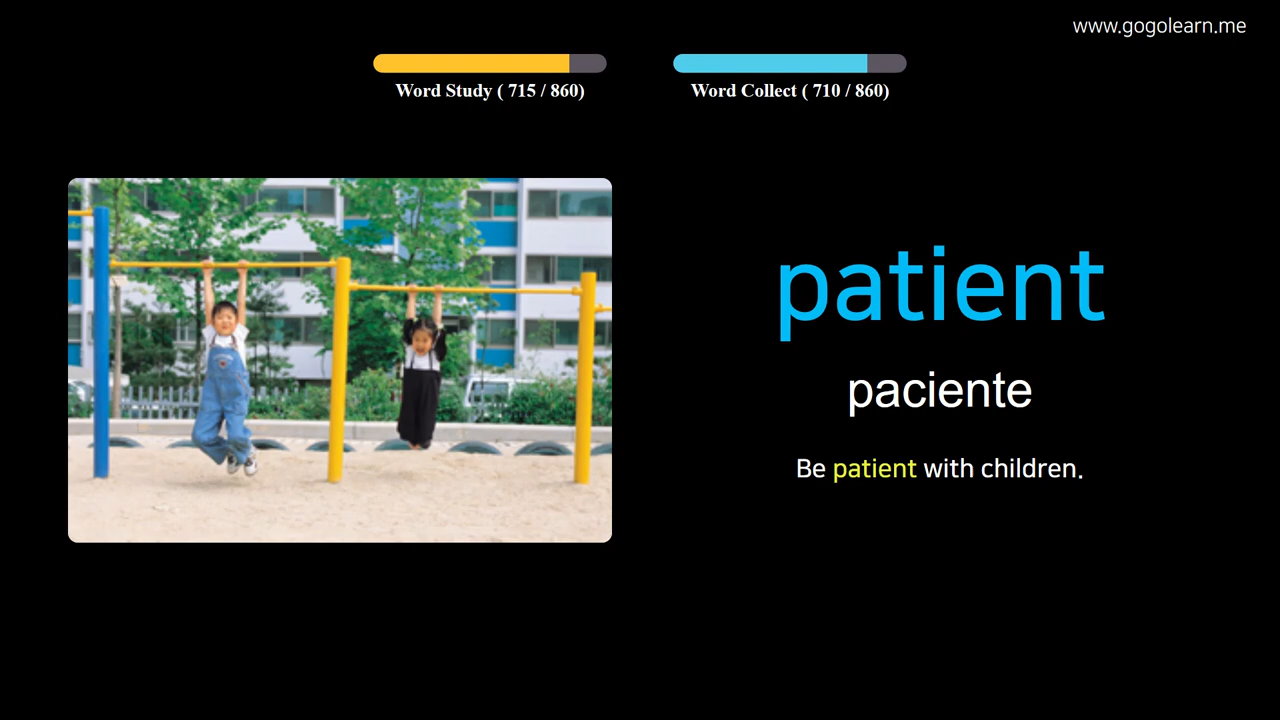 www.gogolearn.me
Word Study ( 715 / 860)
Word Collect ( 710 / 860)
patient
paciente
Be patient with children.